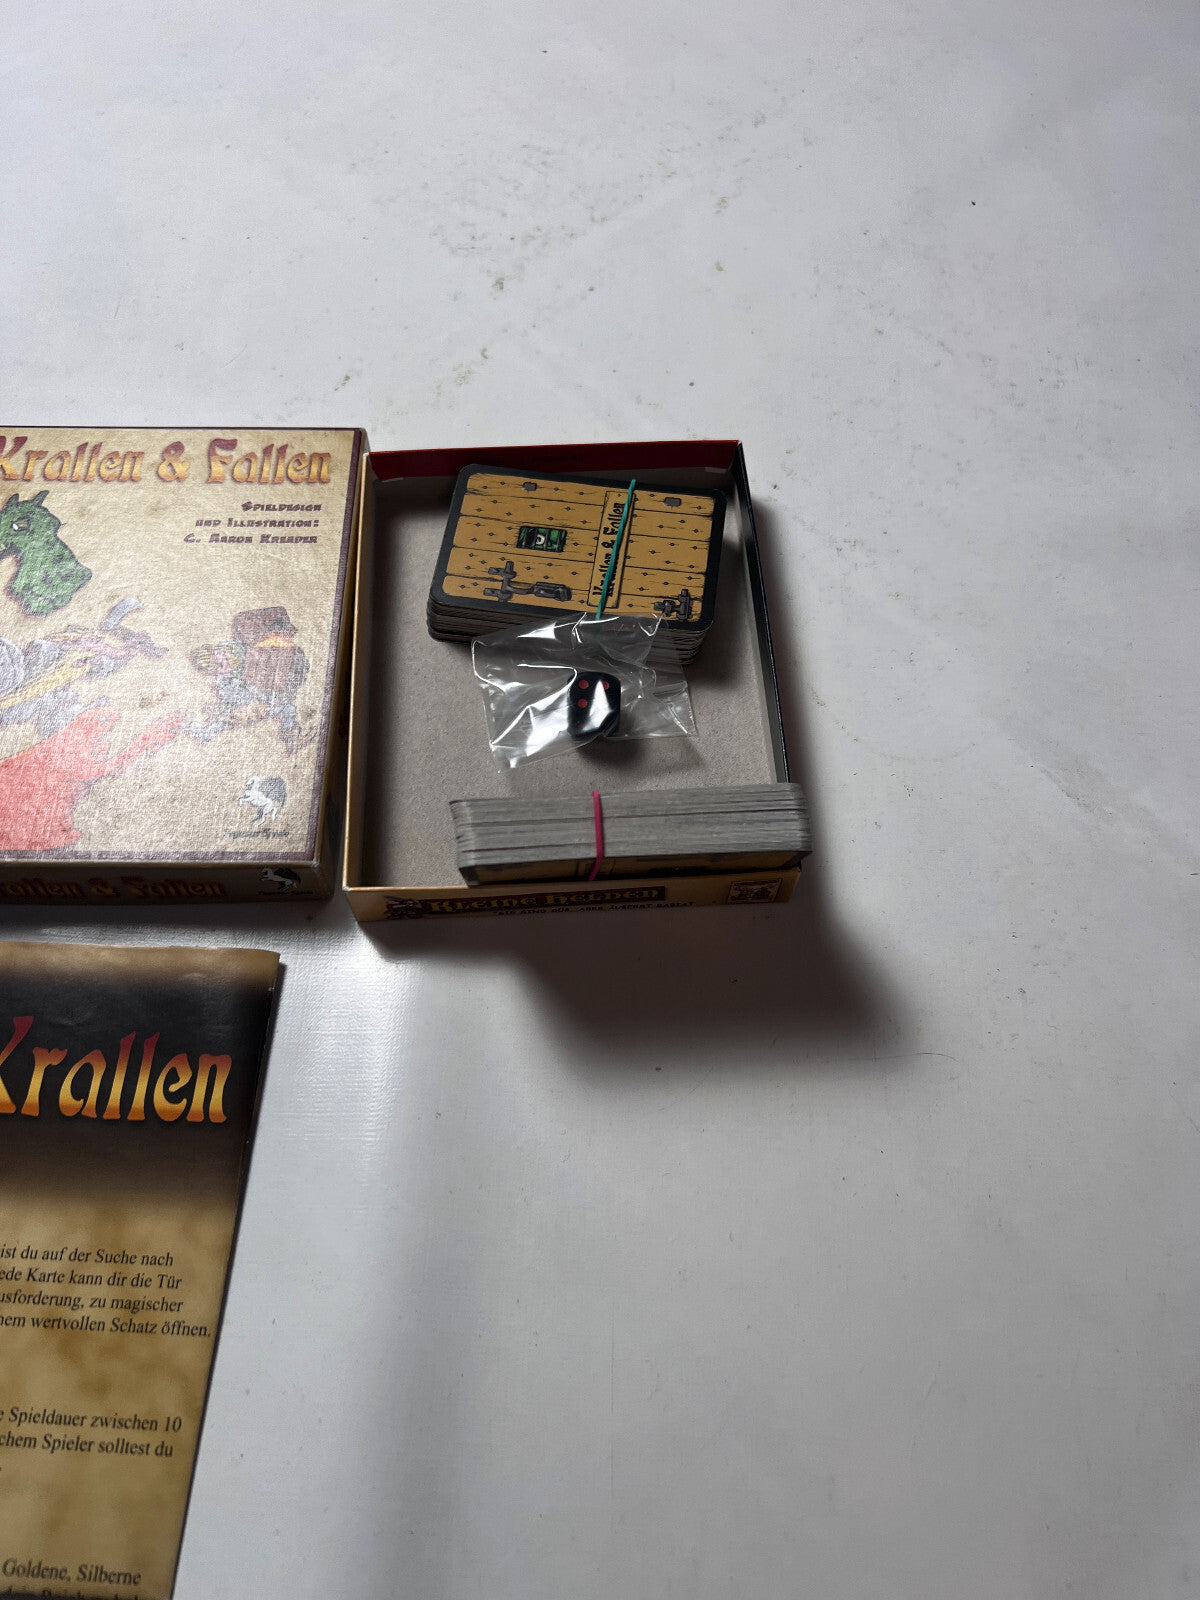 Krallen & Fallen
Spieldesign
und Illustration:
C. Aaron Kreader
Pegasus Spiele
Krallen & Fallen
Krallen & Fallen
Kleine Helden
Krallen
ist du auf der Suche nach
ede Karte kann dir die Tür
usforderung, zu magischer
nem wertvollen Schatz öffnen.
e Spieldauer zwischen 10
chem Spieler solltest du
Goldene, Silberne